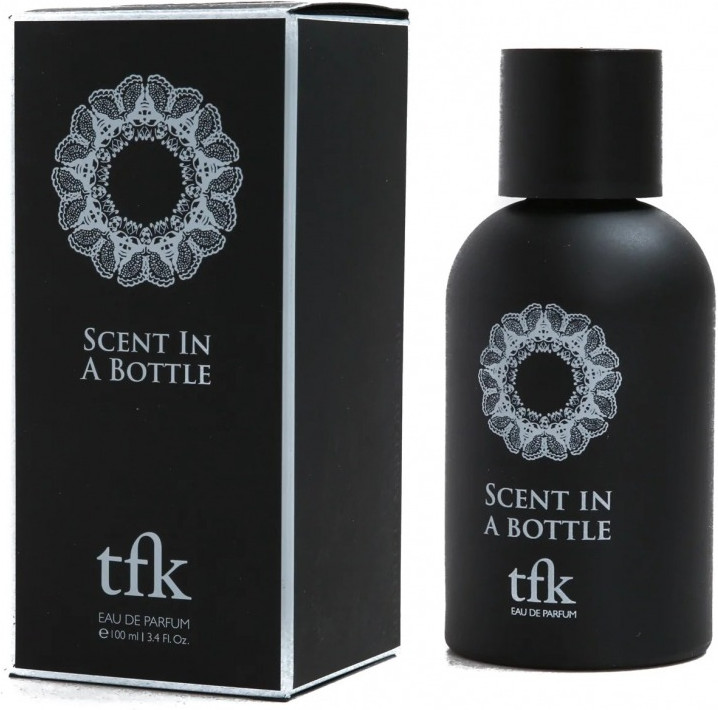 SCENT IN
A BOTTLE
tfk
EAU DE PARFUM
e 100 ml | 3.4 Fl. Oz.
SCENT IN
A BOTTLE
tfk
EAU DE PARFUM